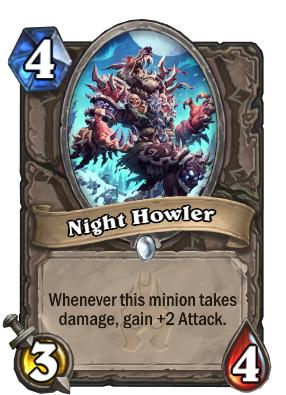 4
Night Howler
Whenever this minion takes
damage, gain +2 Attack.
3
4